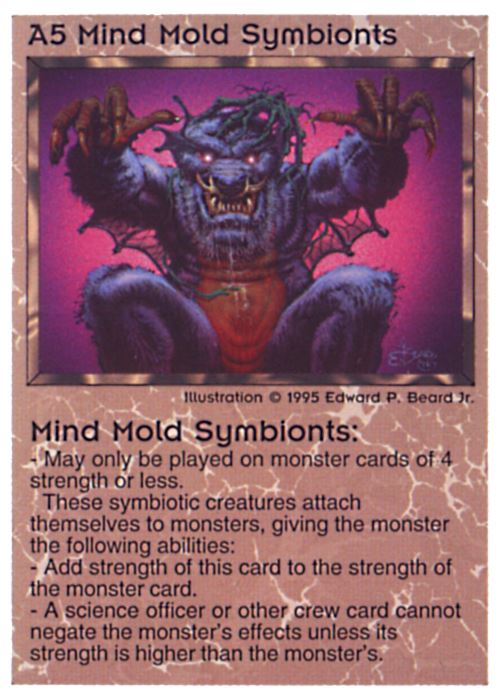 A5 Mind Mold Symbionts
Illustration © 1995 Edward P. Beard Jr.
Mind Mold Symbionts:
- May only be played on monster cards of 4
strength or less.
These symbiotic creatures attach
themselves to monsters, giving the monster
the following abilities:
- Add strength of this card to the strength of
the monster card.
- A science officer or other crew card cannot
negate the monster's effects unless its
strength is higher than the monster's.